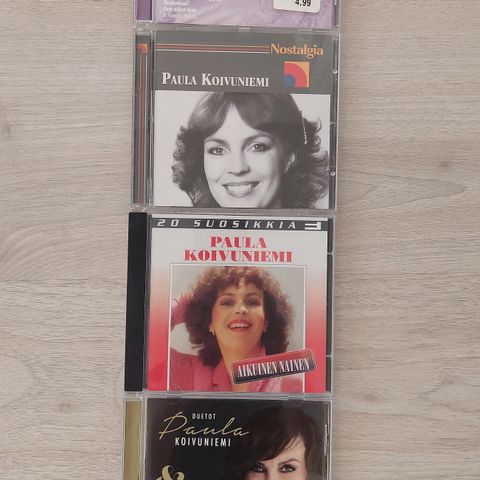 4.99
Nostalgia
PAULA KOIVUNIEMI
20 SUOSIKKIA
PAULA
KOIVUNIEMI
AIKUINEN NAINEN
DUETOT
Paula
KOIVUNIEMI
&